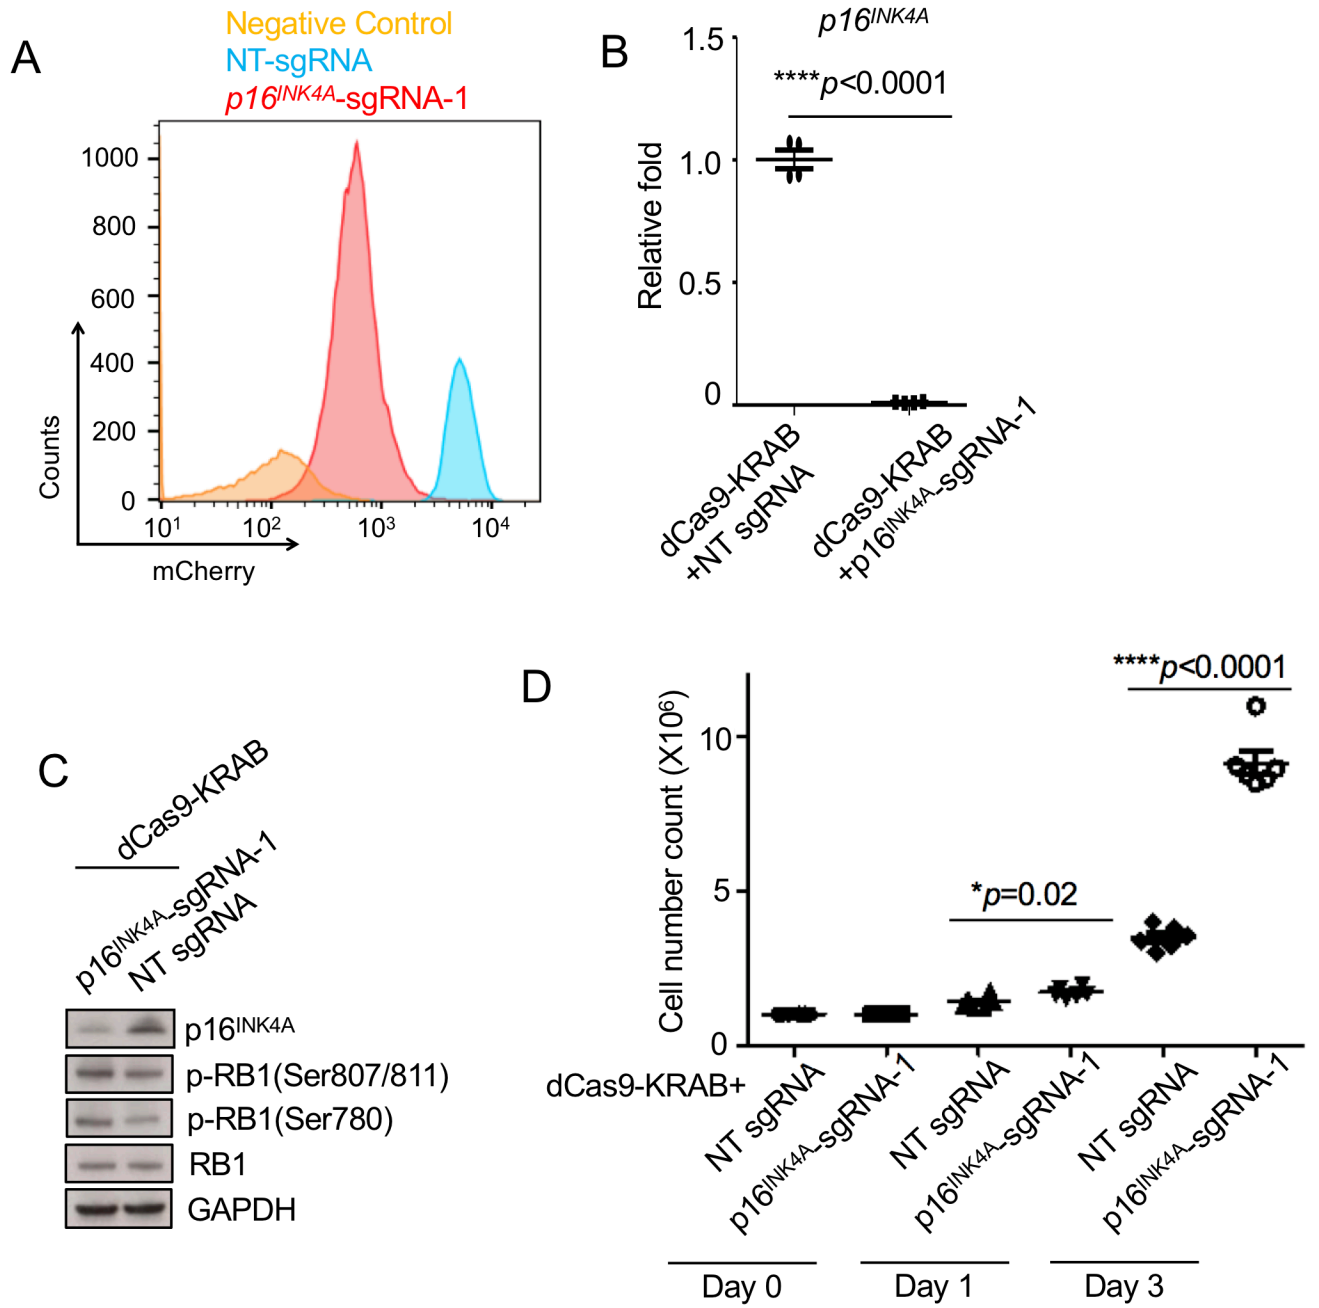 A
Negative Control
NT-sgRNA
p16INK4A-sgRNA-1
1000
800
600
400
200
0
Counts
10¹
10²
10³
10⁴
mCherry
B
p16INK4A
****p<0.0001
1.5
1.0
0.5
0
Relative fold
dCas9-KRAB
+NT sgRNA
dCas9-KRAB
+p16INK4A-sgRNA-1
C
dCas9-KRAB
p16INK4A-sgRNA-1
NT sgRNA
p16INK4A
p-RB1(Ser807/811)
p-RB1(Ser780)
RB1
GAPDH
D
****p<0.0001
*p=0.02
10
5
0
Cell number count (X10⁶)
dCas9-KRAB+
NT sgRNA
p16INK4A-sgRNA-1
NT sgRNA
p16INK4A-sgRNA-1
NT sgRNA
p16INK4A-sgRNA-1
Day 0
Day 1
Day 3